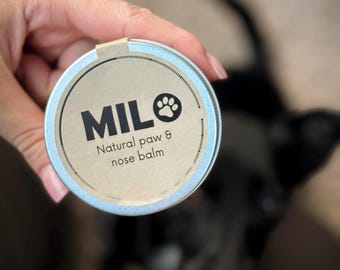 MILO
Natural paw &
nose balm